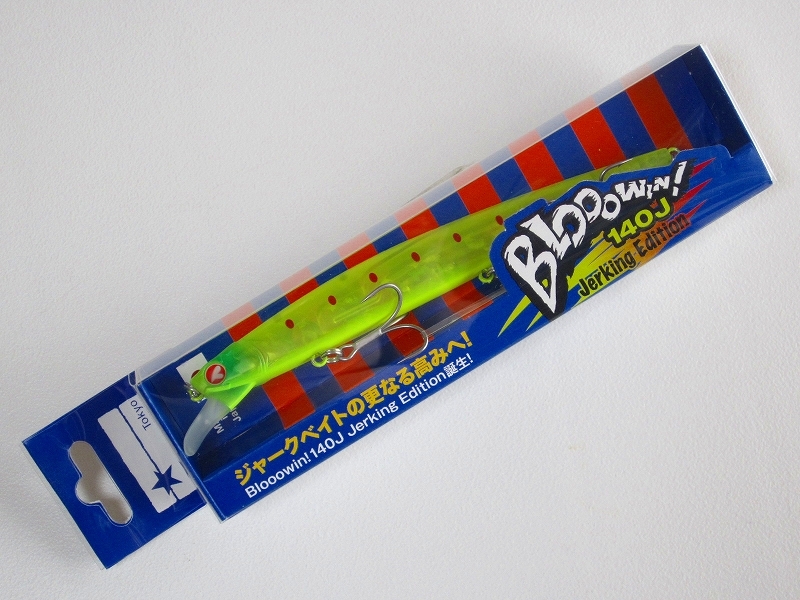 BLOOOWIN!
140J
Jerking Edition
ジャークベイトの更なる高みへ!
Blooowin!140J Jerking Edition誕生!
Tokyo